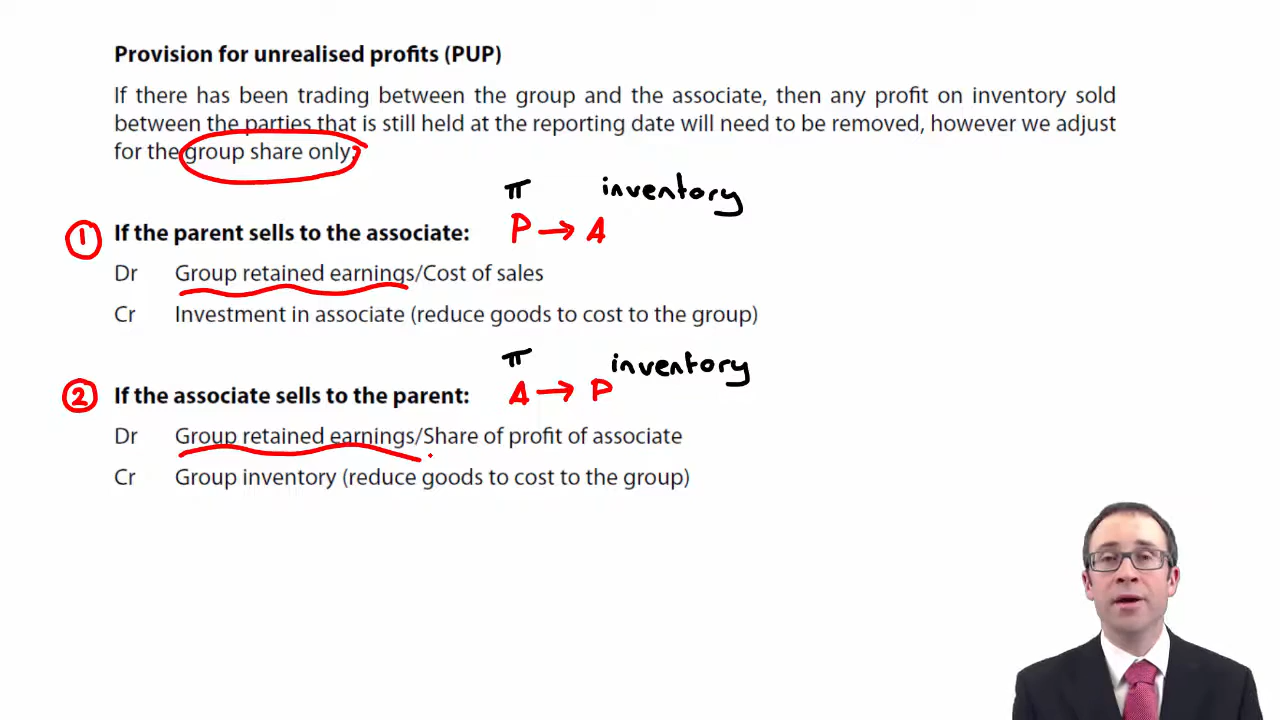 Provision for unrealised profits (PUP)
If there has been trading between the group and the associate, then any profit on inventory sold
between the parties that is still held at the reporting date will need to be removed, however we adjust
for the group share only.
π inventory
1 If the parent sells to the associate: P → A
Dr Group retained earnings/Cost of sales
Cr Investment in associate (reduce goods to cost to the group)
π inventory
2 If the associate sells to the parent: A → P
Dr Group retained earnings/Share of profit of associate
Cr Group inventory (reduce goods to cost to the group)